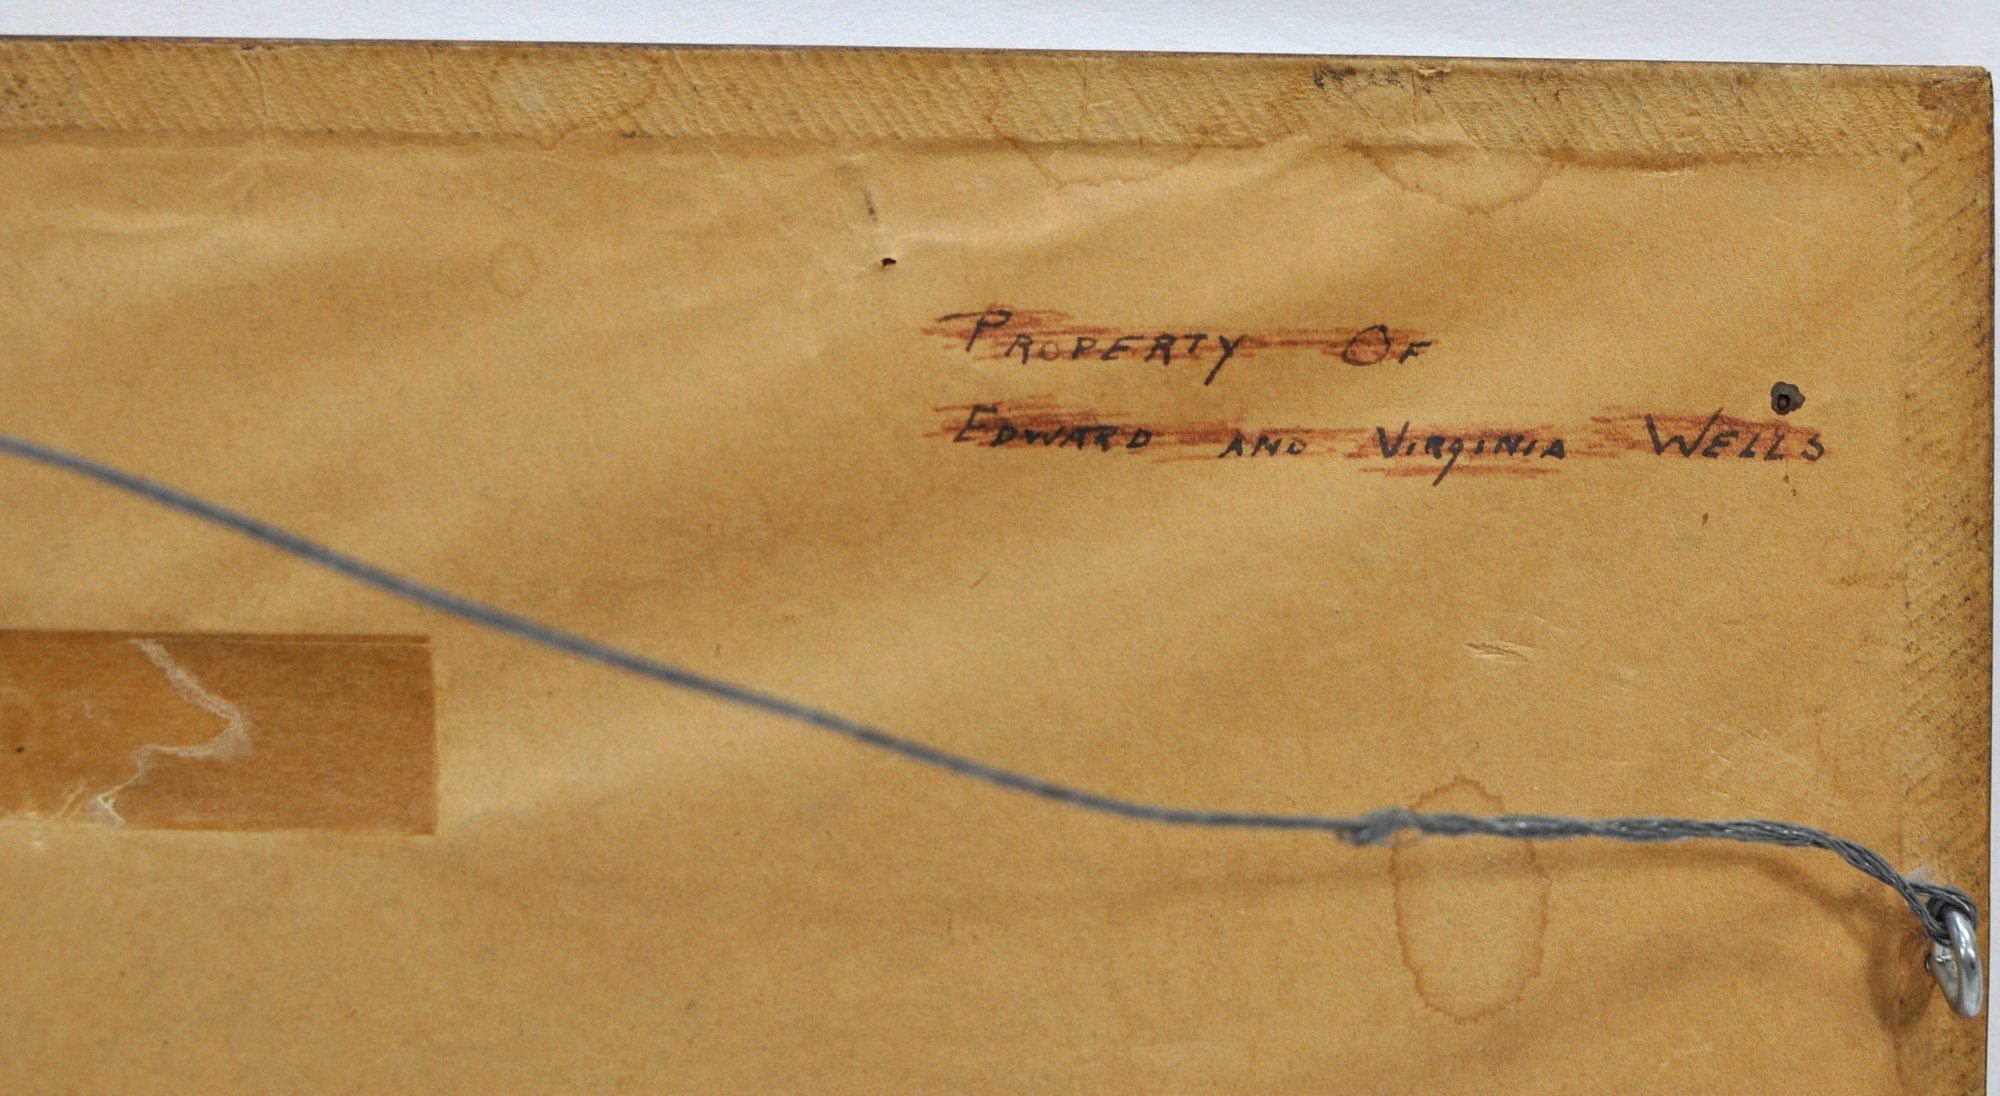 Property Of
Edward and Virginia Wells